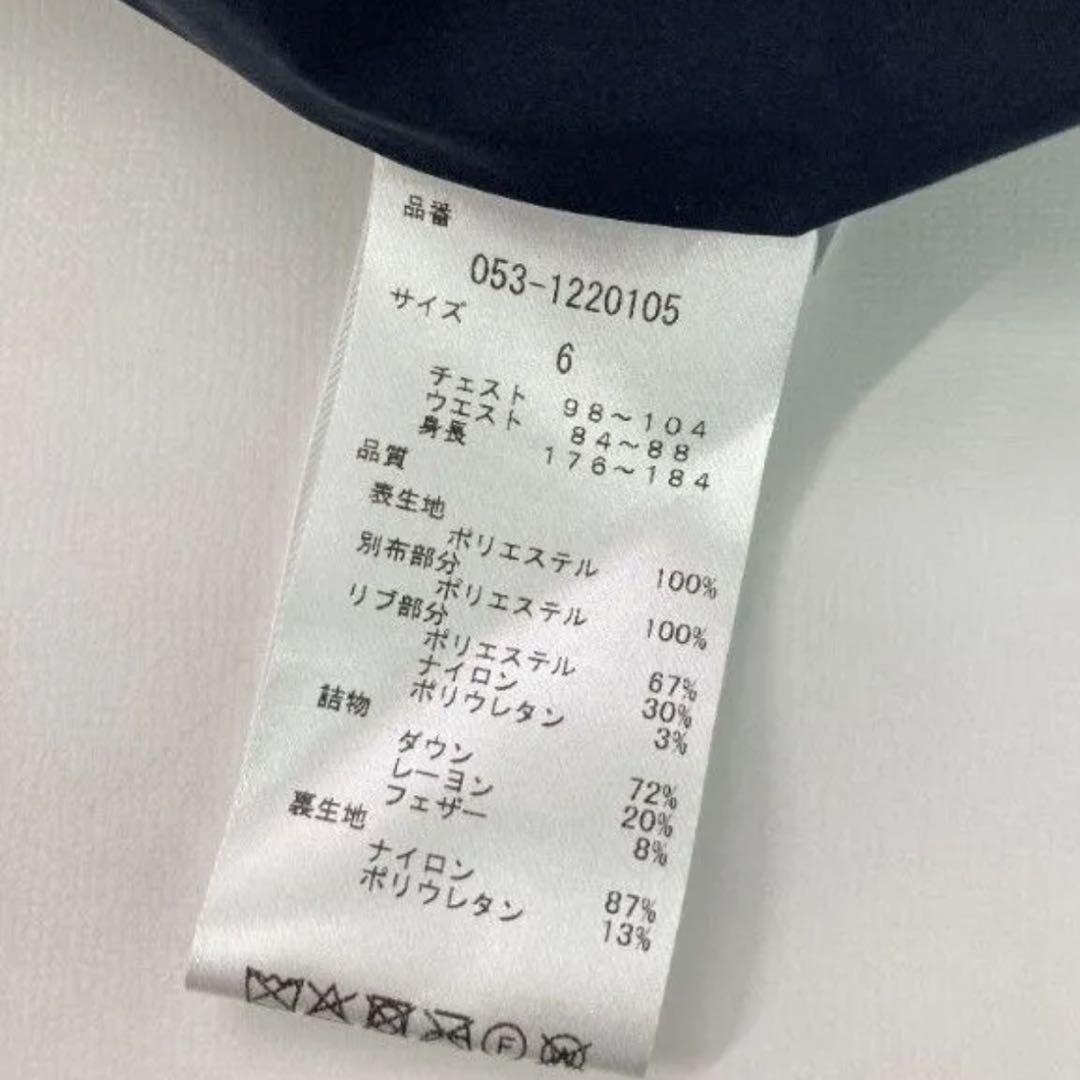 品番
053-1220105
サイズ
6
チェスト 98~104
ウエスト 84~88
身長 176~184
品質
表生地
ポリエステル 100%
別布部分
ポリエステル 100%
リブ部分
ポリエステル 67%
ナイロン 30%
ポリウレタン 3%
詰物
ダウン 72%
レーヨン 20%
フェザー 8%
裏生地
ナイロン 87%
ポリウレタン 13%
F
W